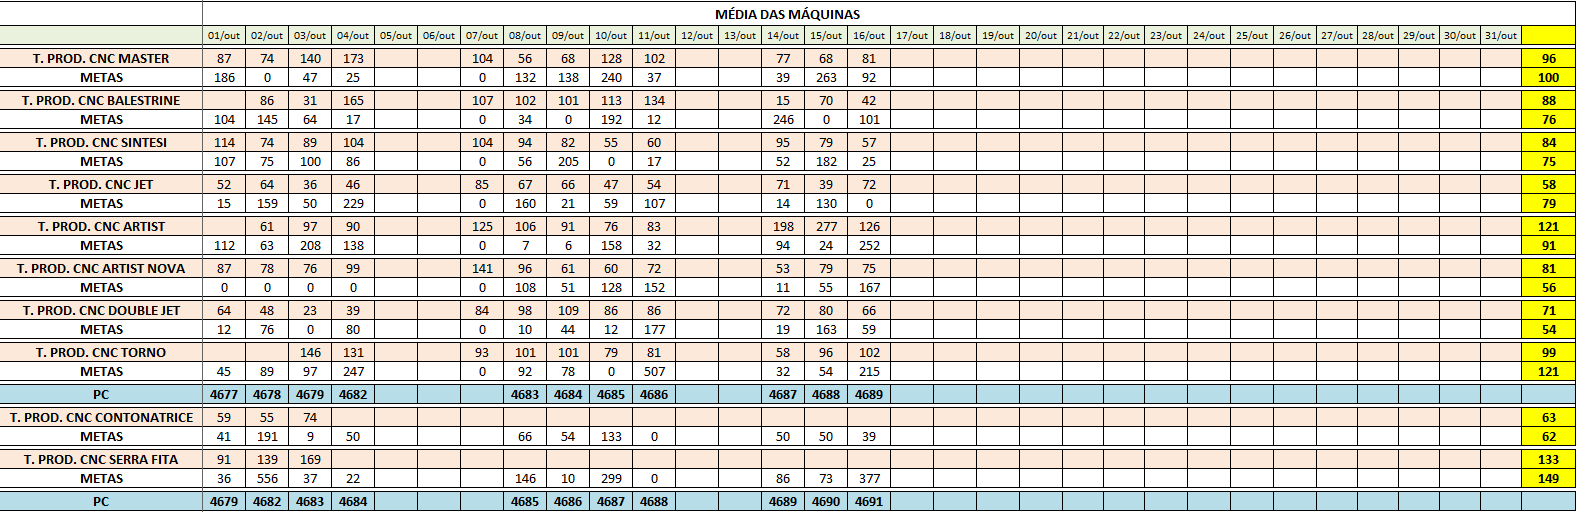 MÉDIA DAS MÁQUINAS
01/out 02/out 03/out 04/out 05/out 06/out 07/out 08/out 09/out 10/out 11/out 12/out 13/out 14/out 15/out 16/out 17/out 18/out 19/out 20/out 21/out 22/out 23/out 24/out 25/out 26/out 27/out 28/out 29/out 30/out 31/out
T. PROD. CNC MASTER 87 74 140 173 104 56 68 128 102 77 68 81 96
METAS 186 0 47 25 0 132 138 240 37 39 263 92 100
T. PROD. CNC BALESTRINE 86 31 165 107 102 101 113 134 15 70 42 88
METAS 104 145 64 17 0 34 0 192 12 246 0 101 76
T. PROD. CNC SINTESI 114 74 89 104 104 94 82 55 60 95 79 57 84
METAS 107 75 100 86 0 56 205 0 17 52 182 25 75
T. PROD. CNC JET 52 64 36 46 85 67 66 47 54 71 39 72 58
METAS 15 159 50 229 0 160 21 59 107 14 130 0 79
T. PROD. CNC ARTIST 61 97 90 125 106 91 76 83 198 277 126 121
METAS 112 63 208 138 0 7 6 158 32 94 24 252 91
T. PROD. CNC ARTIST NOVA 87 78 76 99 141 96 61 60 72 53 79 75 81
METAS 0 0 0 0 0 108 51 128 152 11 55 167 56
T. PROD. CNC DOUBLE JET 64 48 23 39 84 98 109 86 86 72 80 66 71
METAS 12 76 0 80 0 10 44 12 177 19 163 59 54
T. PROD. CNC TORNO 146 131 93 101 101 79 81 58 96 102 99
METAS 45 89 97 247 0 92 78 0 507 32 54 215 121
PC 4677 4678 4679 4682 4683 4684 4685 4686 4687 4688 4689
T. PROD. CNC CONTONATRICE 59 55 74 63
METAS 41 191 9 50 66 54 133 0 50 50 39 62
T. PROD. CNC SERRA FITA 91 139 169 133
METAS 36 556 37 22 146 10 299 0 86 73 377 149
PC 4679 4682 4683 4684 4685 4686 4687 4688 4689 4690 4691